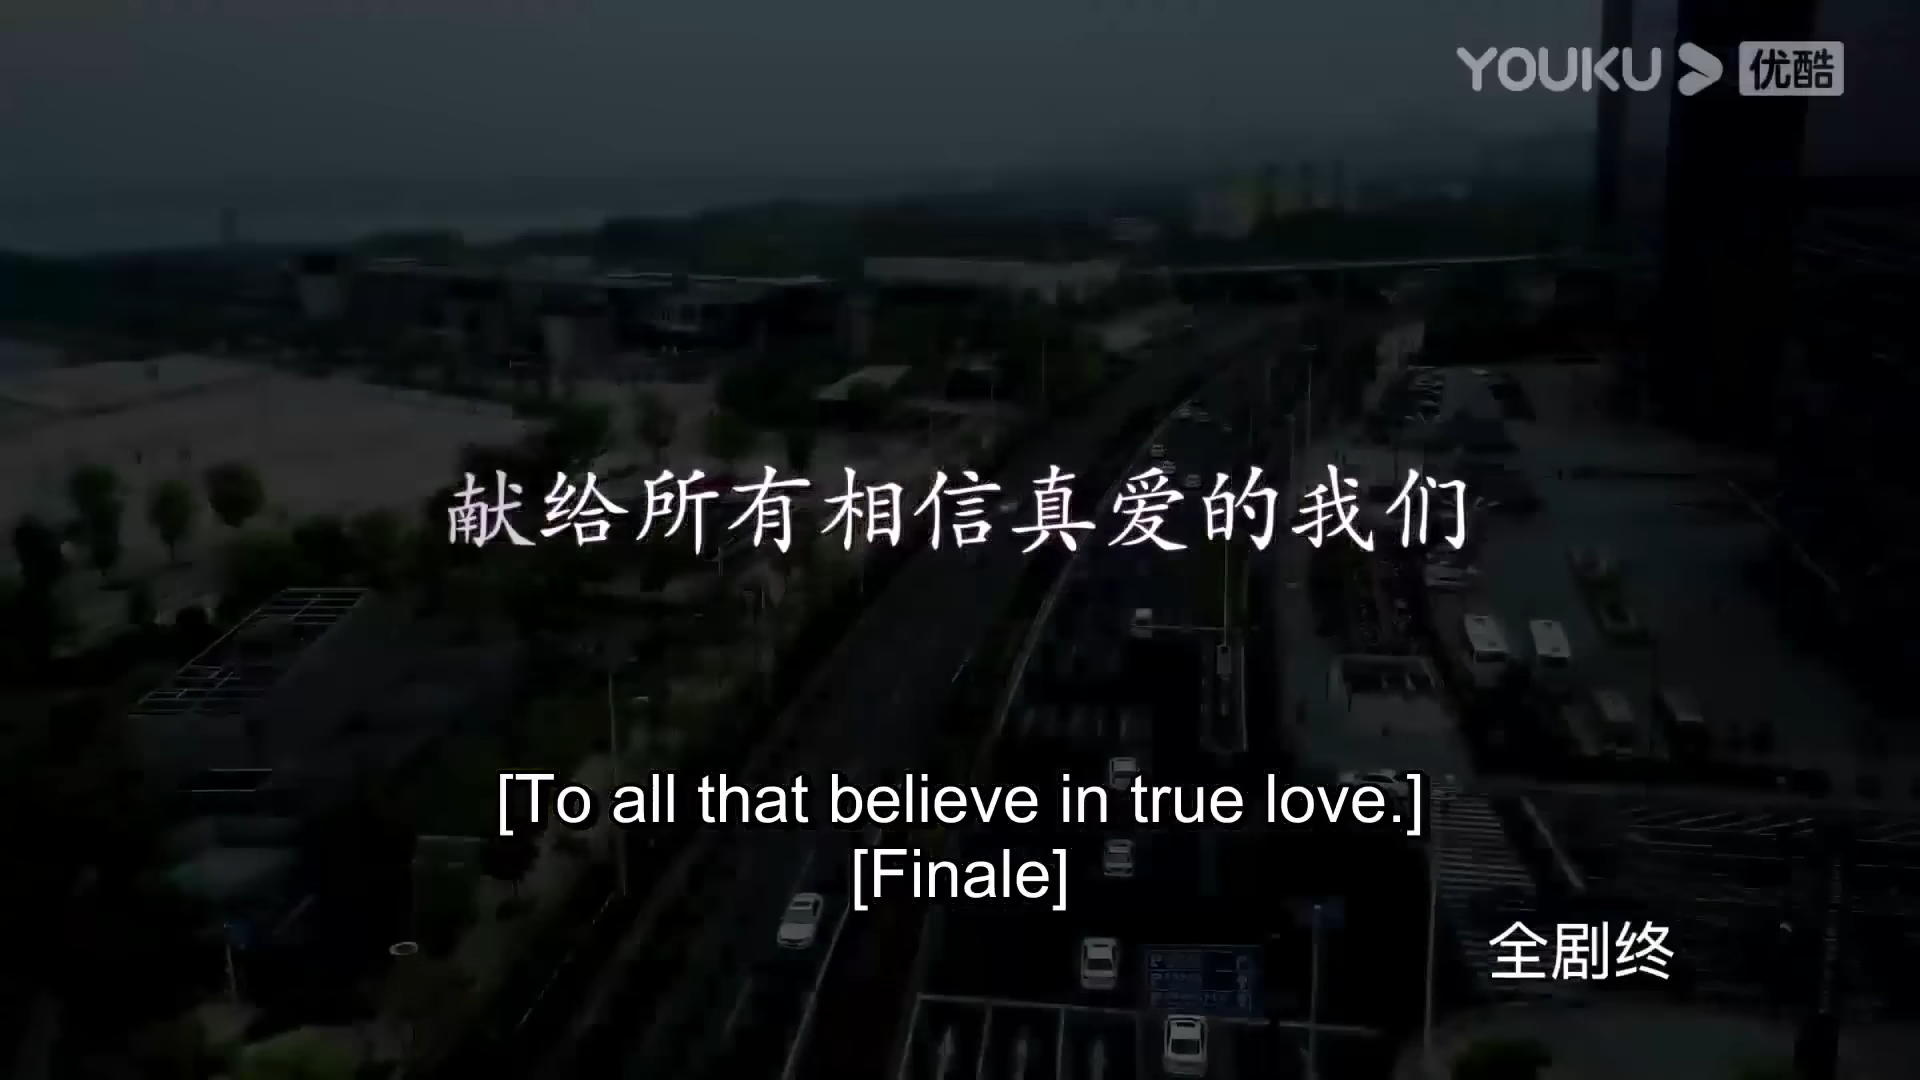 YOUKU 优酷
献给所有相信真爱的我们
[To all that believe in true love.]
[Finale]
全剧终